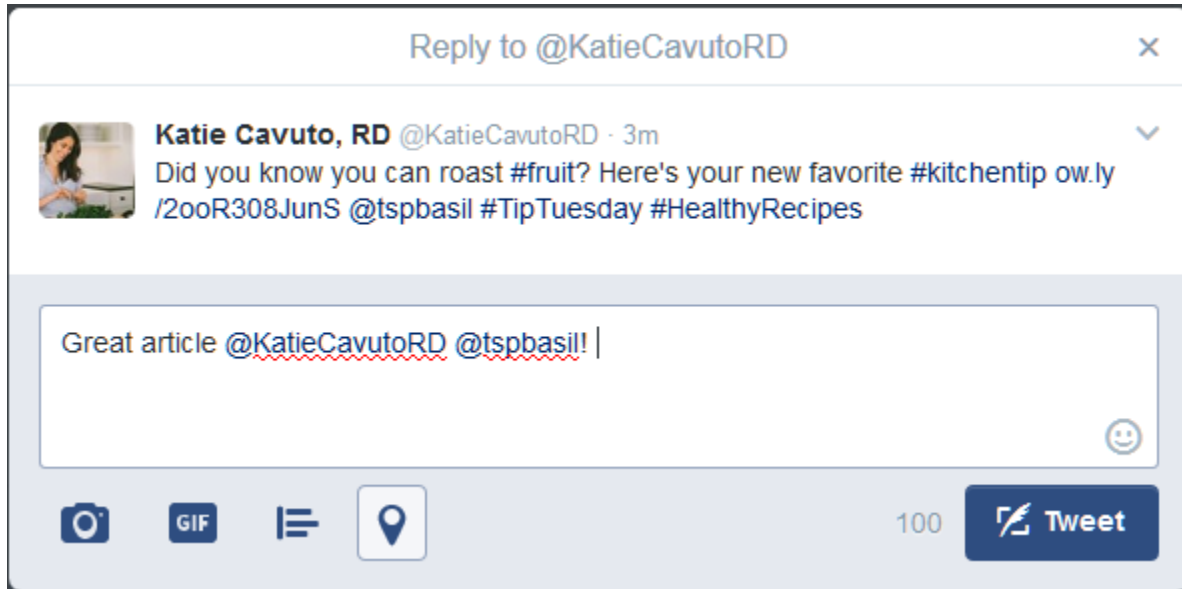 Reply to @KatieCavutoRD ×
Katie Cavuto, RD @KatieCavutoRD · 3m
Did you know you can roast #fruit? Here's your new favorite #kitchentip ow.ly
/2ooR308JunS @tspbasil #TipTuesday #HealthyRecipes
Great article @KatieCavutoRD @tspbasil!
GIF
100 Tweet